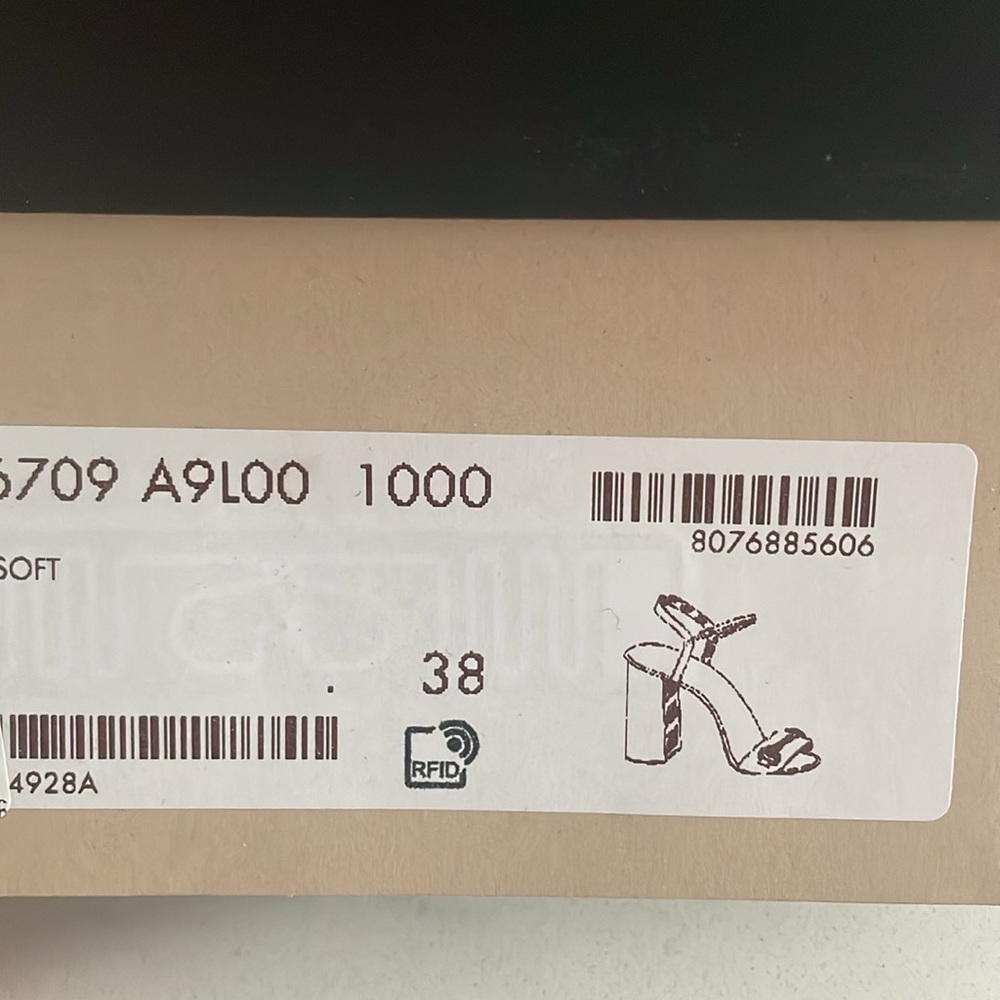 6709 A9L00 1000
8076885606
SOFT
. 38
RFID
4928A